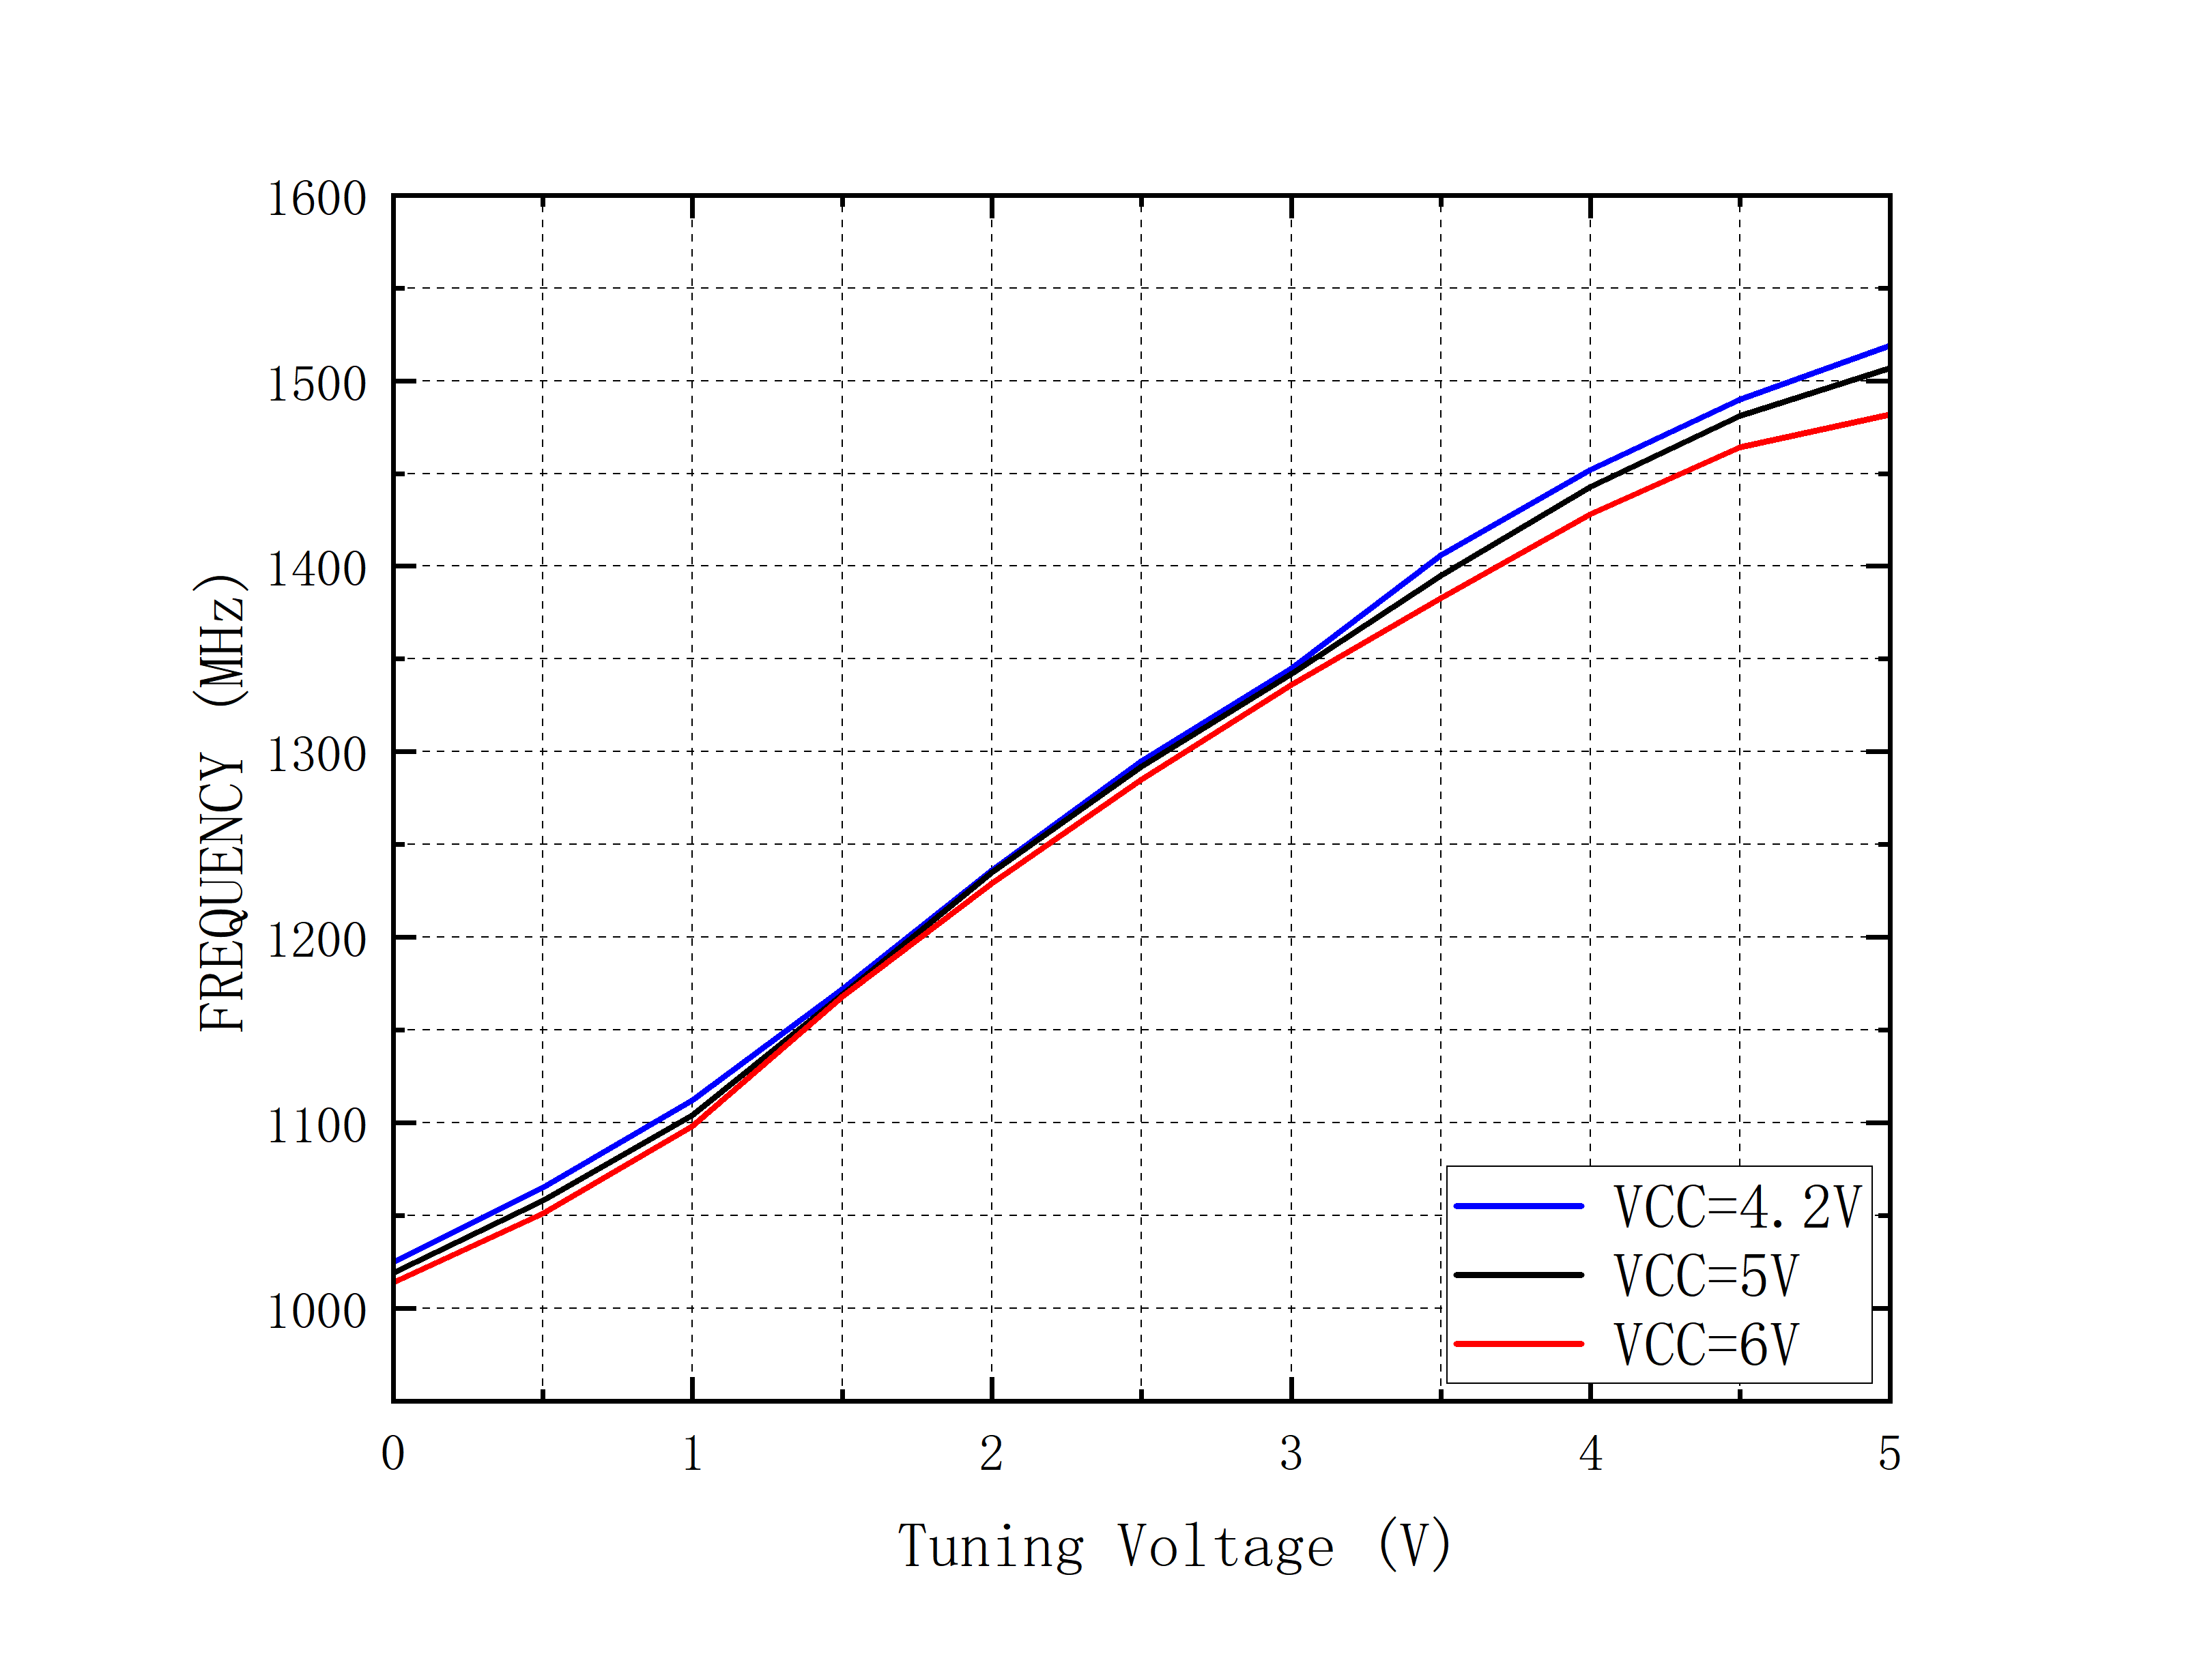 1600
1500
1400
1300
1200
1100
1000
FREQUENCY (MHz)
0 1 2 3 4 5
Tuning Voltage (V)
VCC=4.2V
VCC=5V
VCC=6V